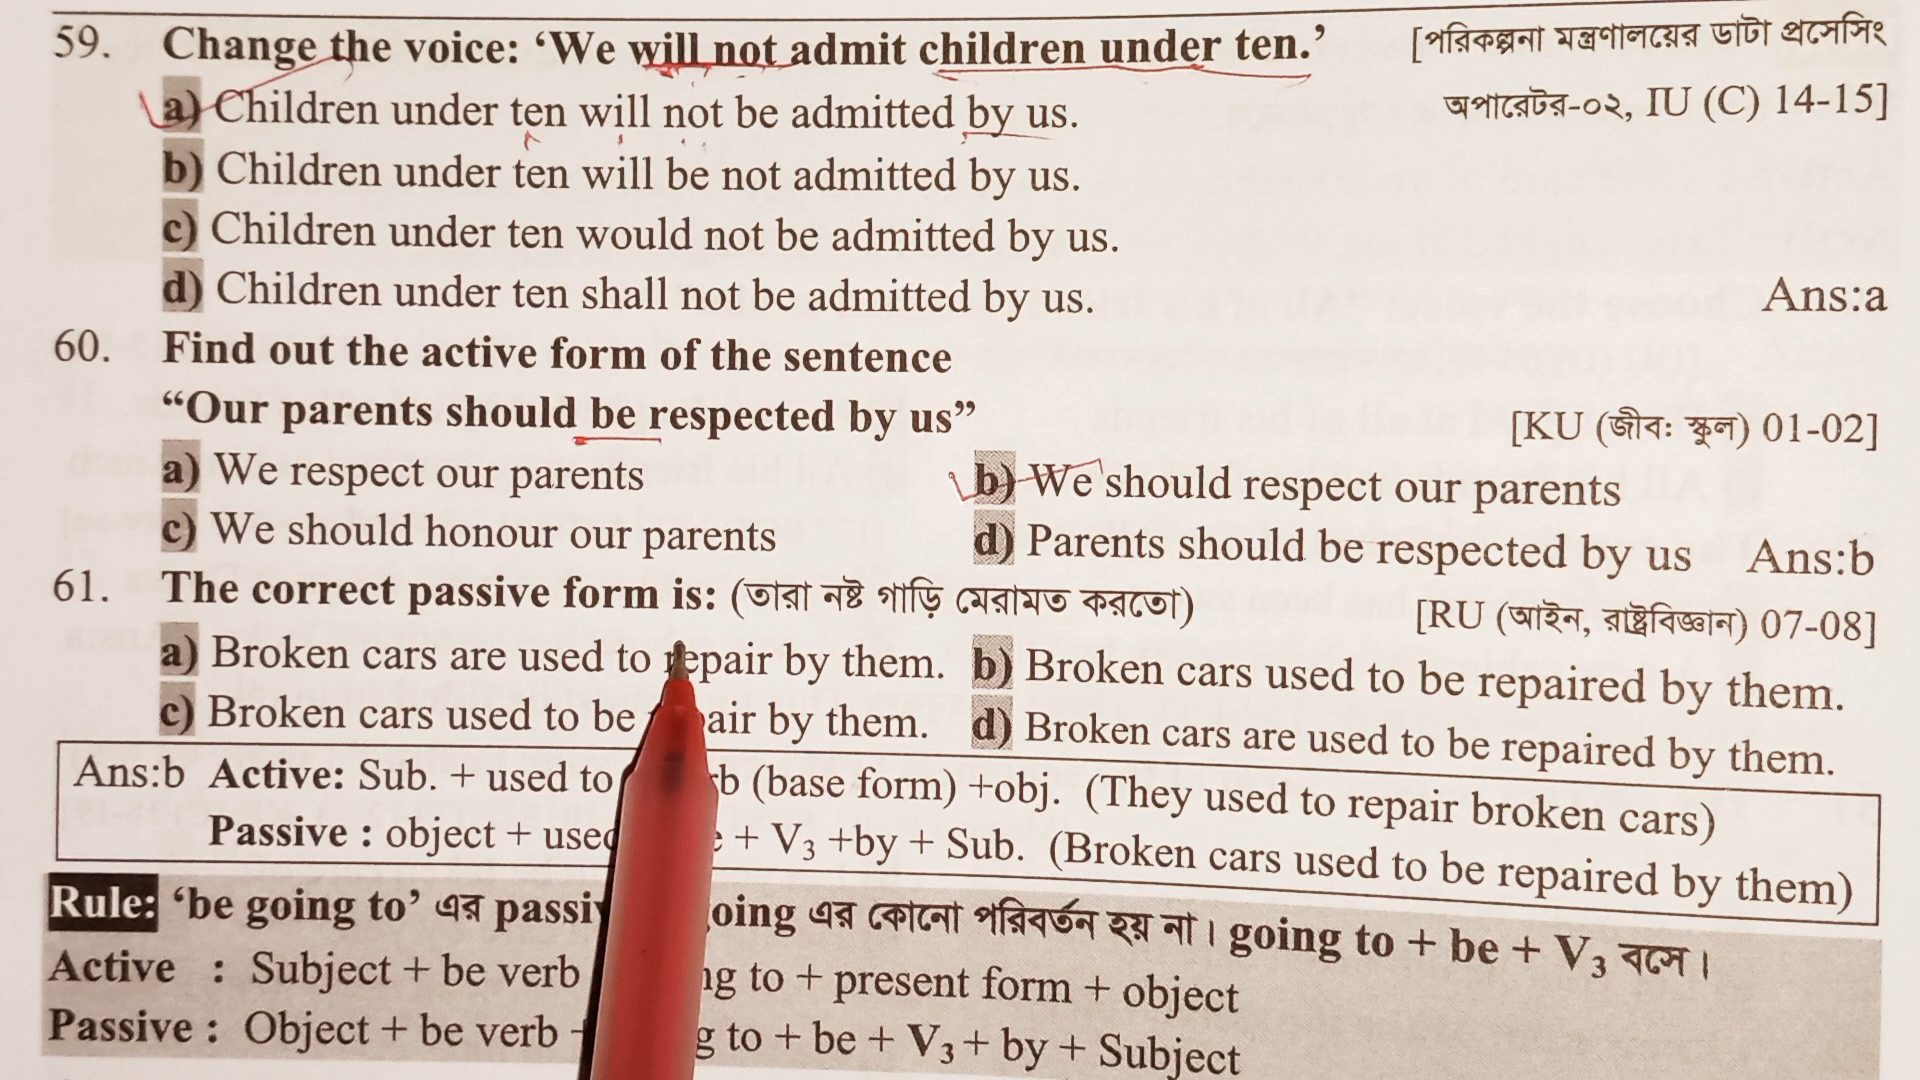 59. Change the voice: ‘We will not admit children under ten.’ [পরিকল্পনা মন্ত্রণালয়ের ডাটা প্রসেসিং
a) Children under ten will not be admitted by us. অপারেটর-০২, IU (C) 14-15]
b) Children under ten will be not admitted by us.
c) Children under ten would not be admitted by us.
d) Children under ten shall not be admitted by us. Ans:a
60. Find out the active form of the sentence
“Our parents should be respected by us” [KU (জীব: স্কুল) 01-02]
a) We respect our parents b) We should respect our parents
c) We should honour our parents d) Parents should be respected by us Ans:b
61. The correct passive form is: (তারা নষ্ট গাড়ি মেরামত করতো) [RU (আইন, রাষ্ট্রবিজ্ঞান) 07-08]
a) Broken cars are used to repair by them. b) Broken cars used to be repaired by them.
c) Broken cars used to be air by them. d) Broken cars are used to be repaired by them.
Ans:b Active: Sub. + used to b (base form) +obj. (They used to repair broken cars)
Passive : object + used + V3 +by + Sub. (Broken cars used to be repaired by them)
Rule: ‘be going to’ এর passi oing এর কোনো পরিবর্তন হয় না। going to + be + V3 বসে।
Active : Subject + be verb ng to + present form + object
Passive : Object + be verb g to + be + V3 + by + Subject